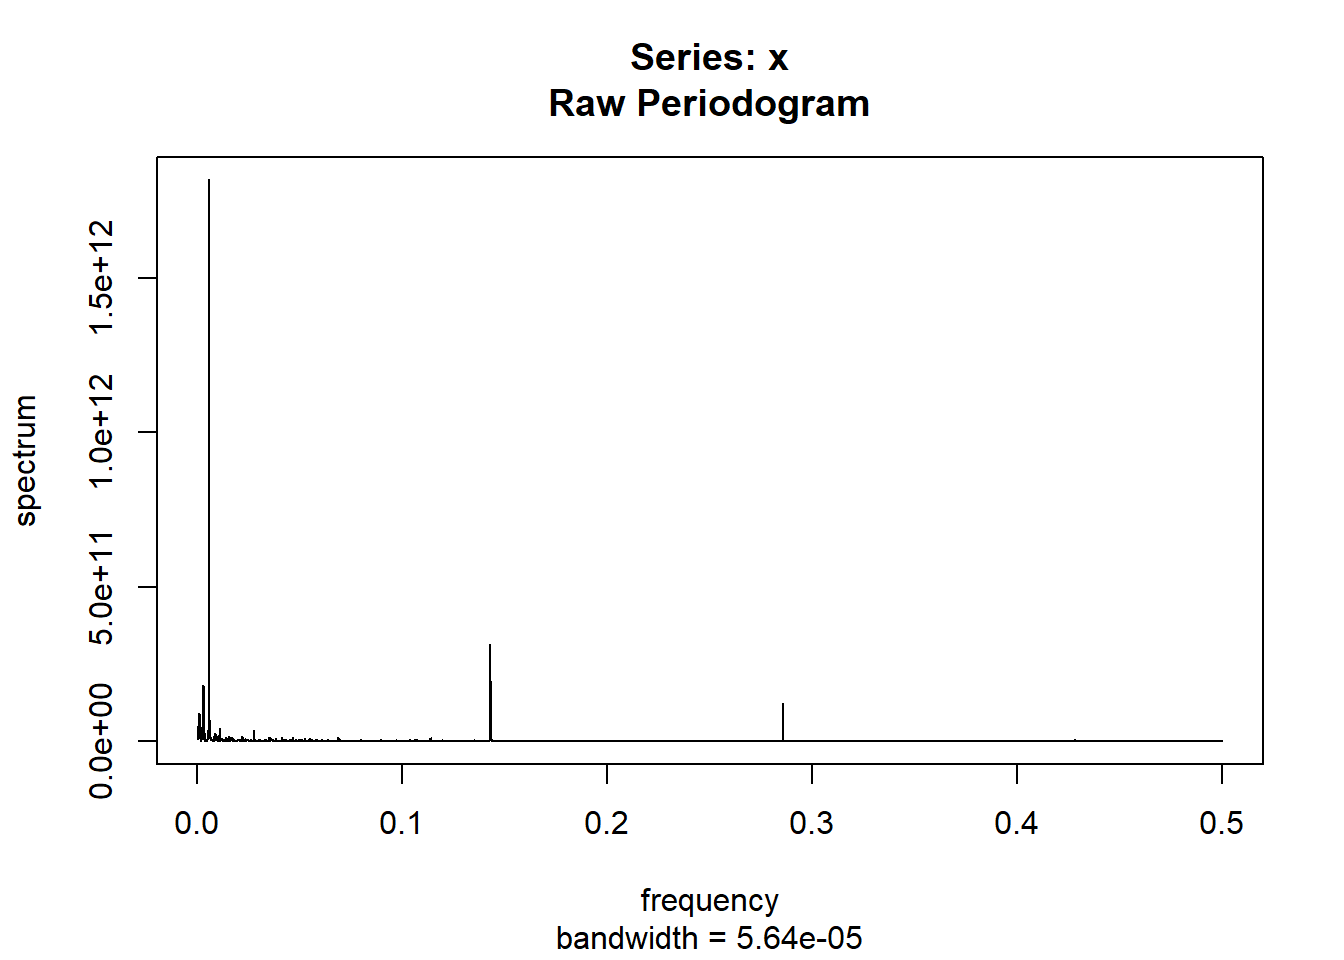 Series: x
Raw Periodogram
spectrum
1.5e+12
1.0e+12
5.0e+11
0.0e+00
0.0 0.1 0.2 0.3 0.4 0.5
frequency
bandwidth = 5.64e-05